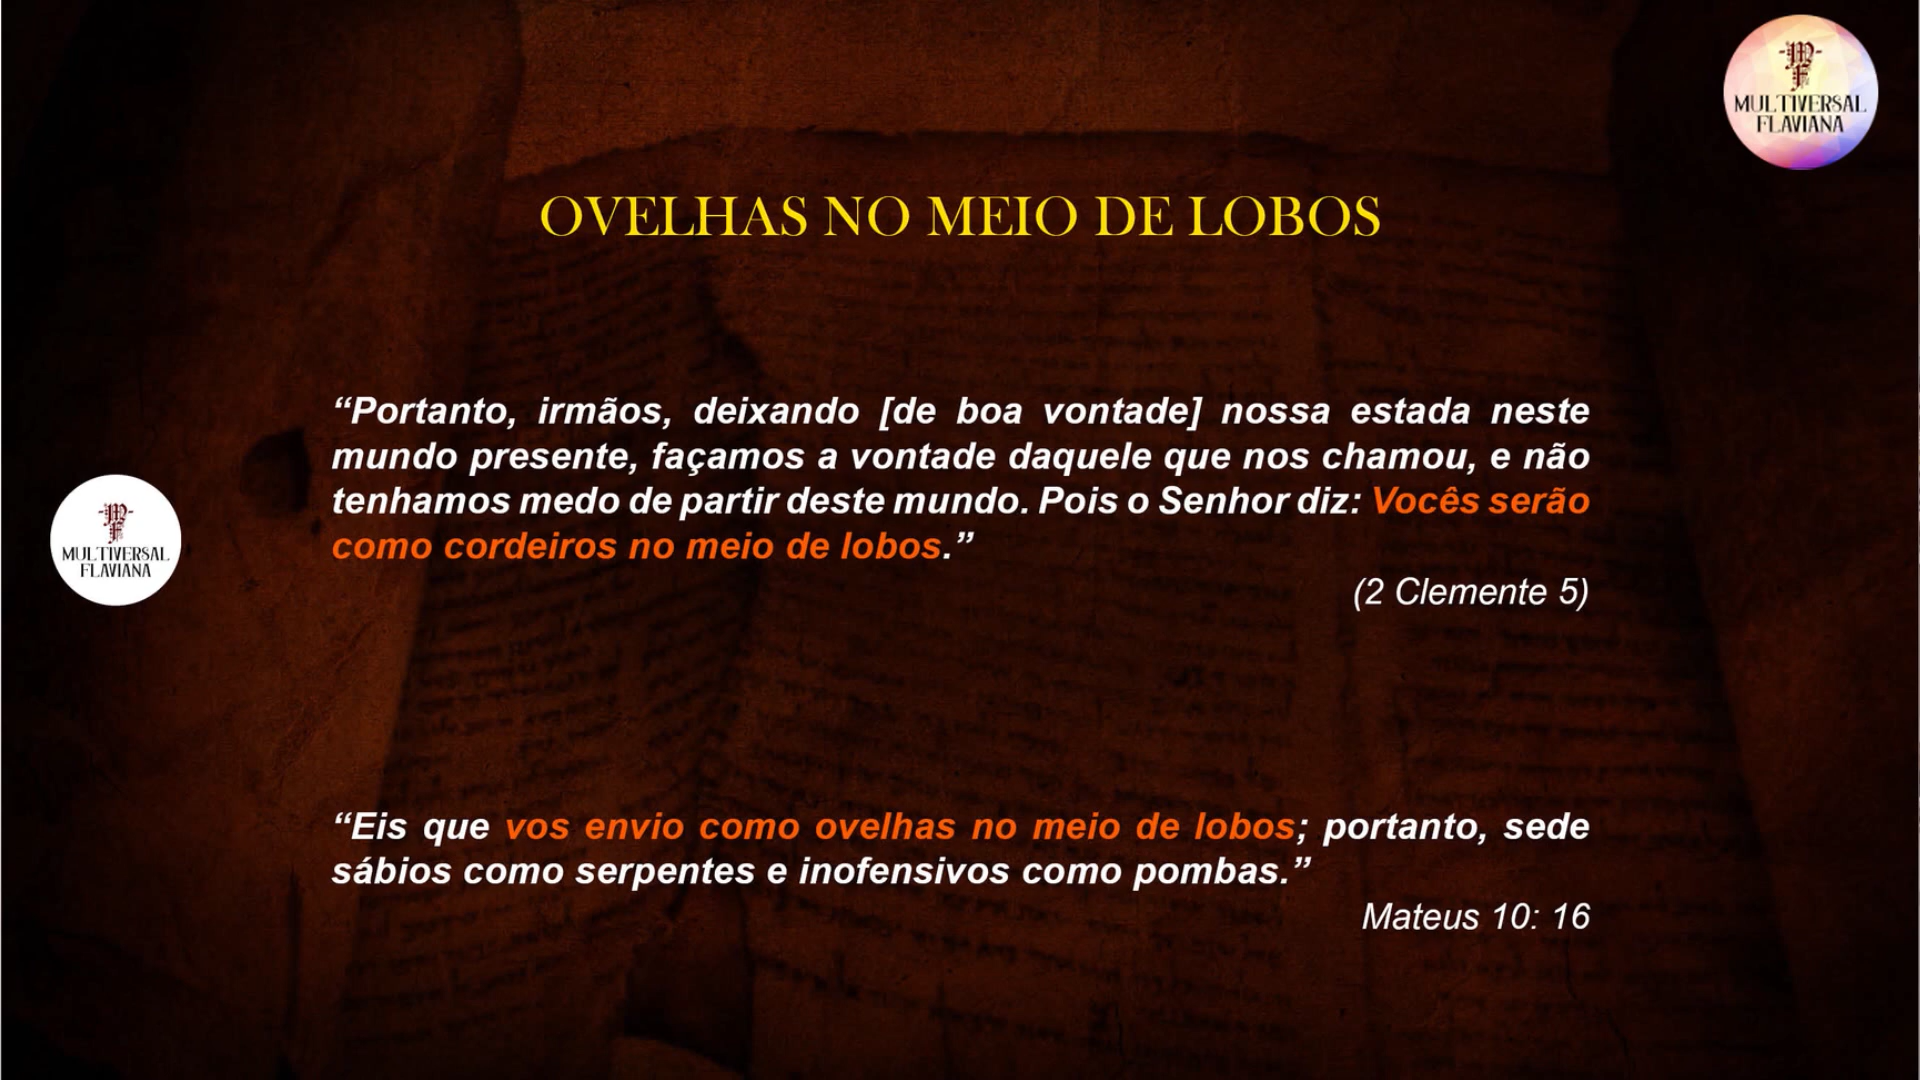 -M-
F
MULTIVERSAL
FLAVIANA
OVELHAS NO MEIO DE LOBOS
“Portanto, irmãos, deixando [de boa vontade] nossa estada neste
mundo presente, façamos a vontade daquele que nos chamou, e não
tenhamos medo de partir deste mundo. Pois o Senhor diz: Vocês serão
como cordeiros no meio de lobos.”
(2 Clemente 5)
-M-
F
MULTIVERSAL
FLAVIANA
“Eis que vos envio como ovelhas no meio de lobos; portanto, sede
sábios como serpentes e inofensivos como pombas.”
Mateus 10: 16